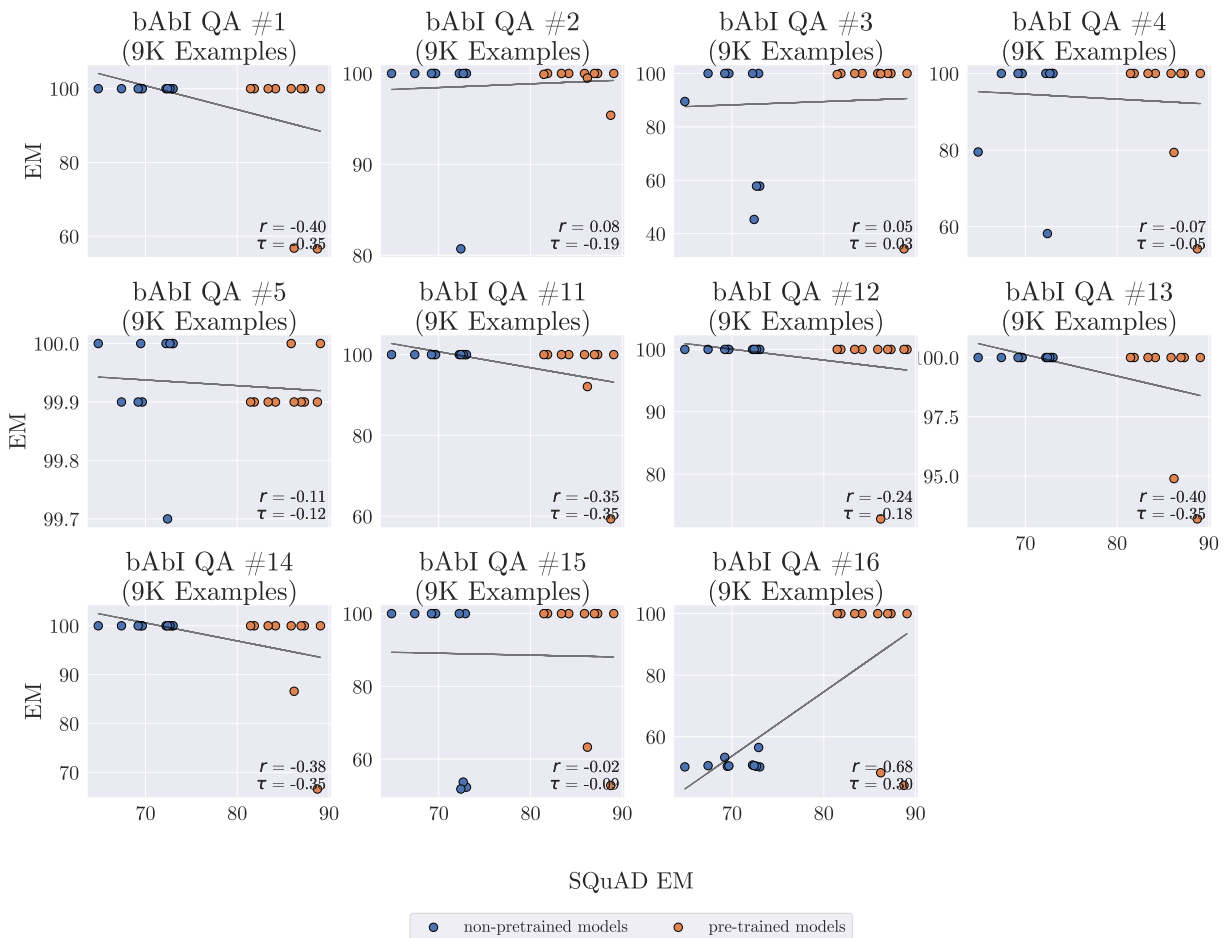 bAbI QA #1
(9K Examples)
bAbI QA #2
(9K Examples)
bAbI QA #3
(9K Examples)
bAbI QA #4
(9K Examples)
EM
100
80
60
r = -0.40
τ = -0.35
100
90
80
r = 0.08
τ = -0.19
100
80
60
40
r = 0.05
τ = 0.03
100
80
60
r = -0.07
τ = -0.05
bAbI QA #5
(9K Examples)
bAbI QA #11
(9K Examples)
bAbI QA #12
(9K Examples)
bAbI QA #13
(9K Examples)
EM
100.0
99.9
99.8
99.7
r = -0.11
τ = -0.12
100
80
60
r = -0.35
τ = -0.35
100
90
80
r = -0.24
τ = -0.18
100.0
97.5
95.0
r = -0.40
τ = -0.35
70
80
90
bAbI QA #14
(9K Examples)
bAbI QA #15
(9K Examples)
bAbI QA #16
(9K Examples)
EM
100
90
80
70
r = -0.38
τ = -0.35
70
80
90
100
80
60
r = -0.02
τ = -0.09
70
80
90
100
80
60
r = 0.68
τ = 0.30
70
80
90
SQuAD EM
non-pretrained models
pre-trained models